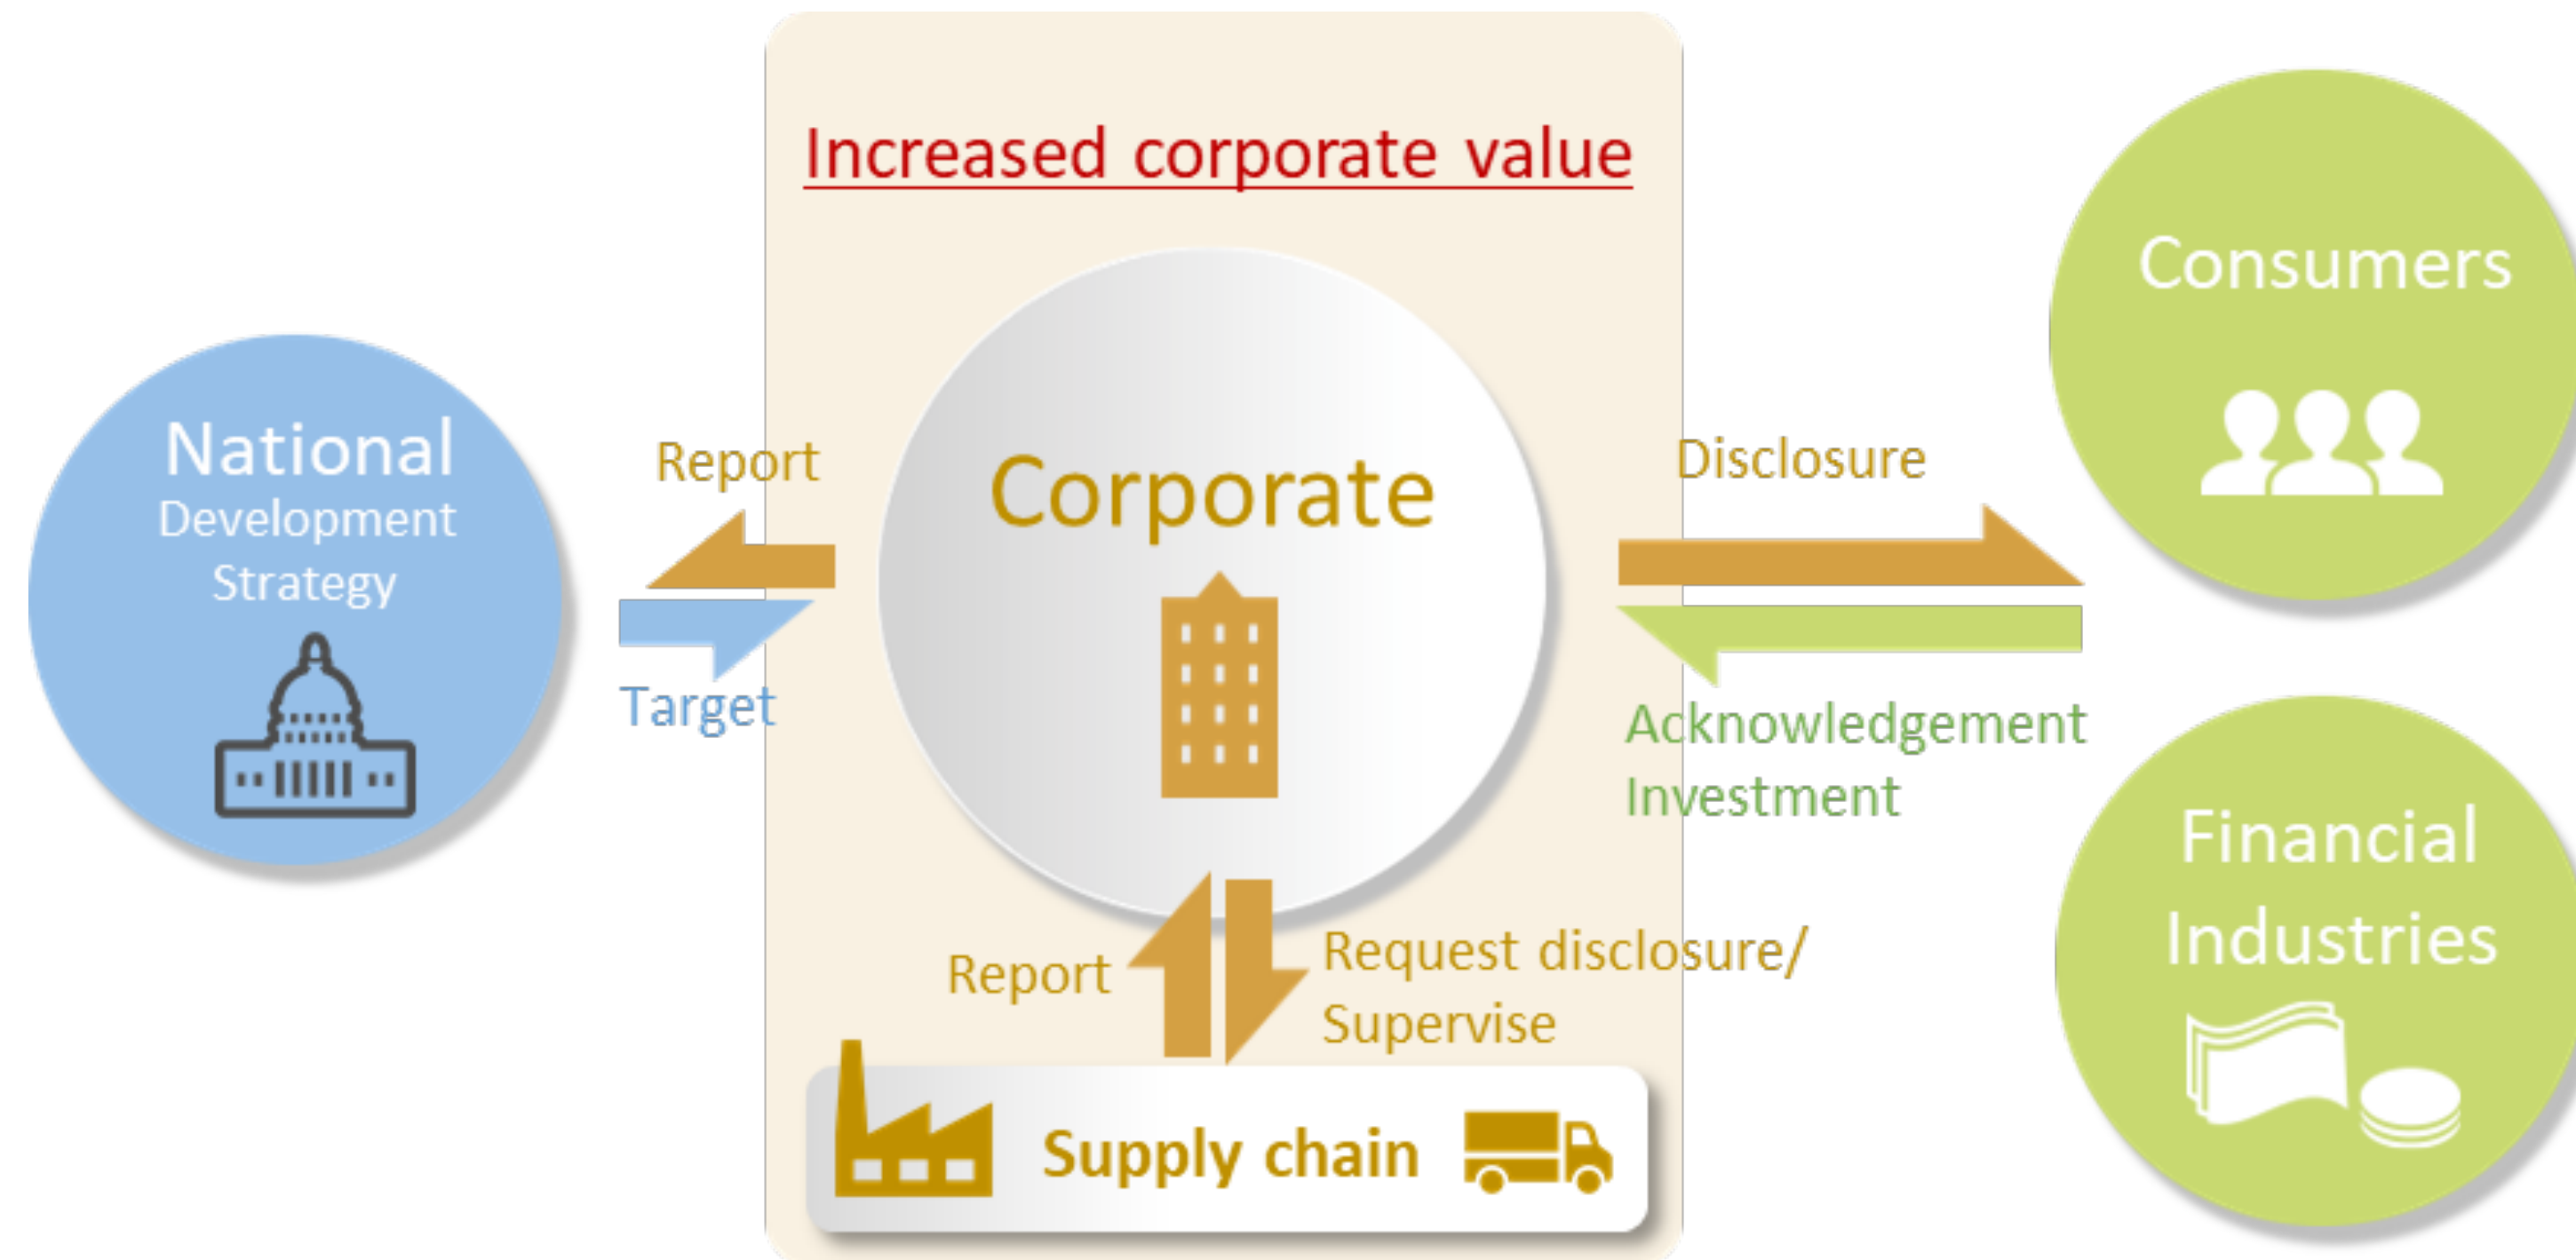 Increased corporate value
National
Development
Strategy
Report
Target
Corporate
Disclosure
Acknowledgement
Investment
Consumers
Financial
Industries
Report
Request disclosure/
Supervise
Supply chain